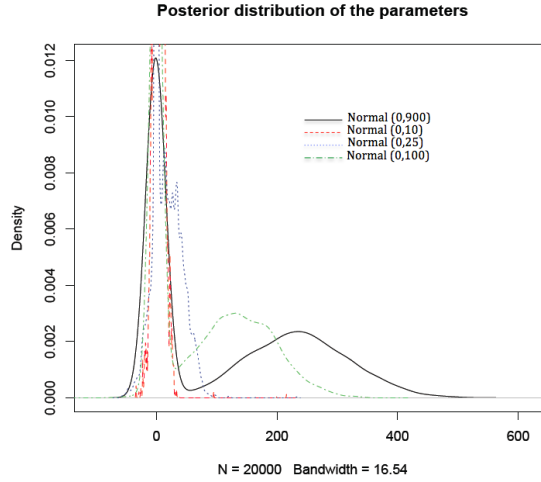 Posterior distribution of the parameters
0.012
0.010
0.008
0.006
0.004
0.002
0.000
Density
Normal (0,900)
Normal (0,10)
Normal (0,25)
Normal (0,100)
0 200 400 600
N = 20000 Bandwidth = 16.54